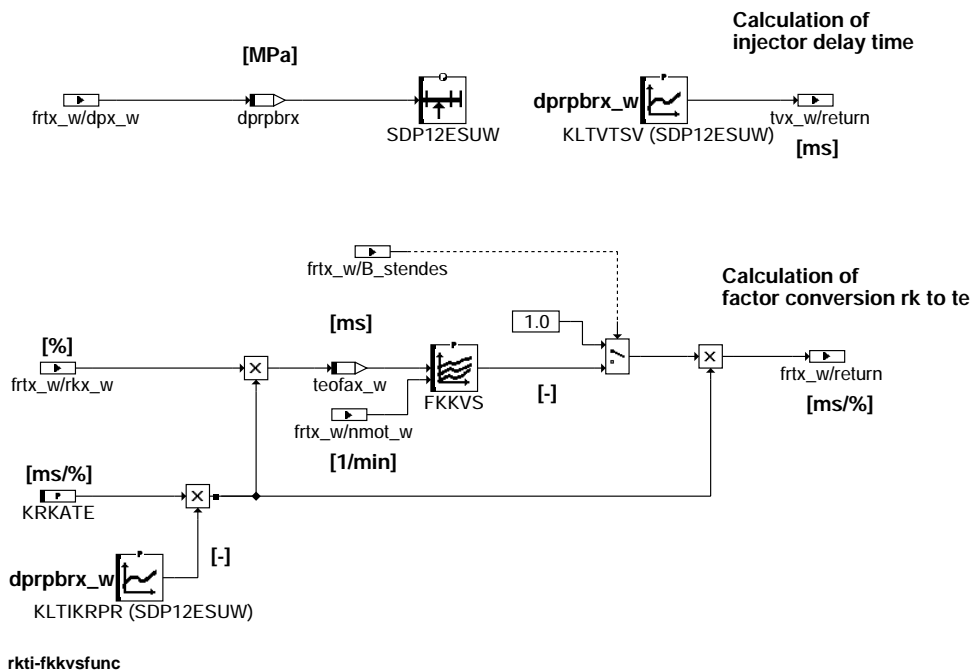 Calculation of
injector delay time
[MPa]
P
dprpbrx_w
frtx_w/dpx_w
dprpbrx
SDP12ESUW
KLTVTSV (SDP12ESUW)
tvx_w/return
[ms]
frtx_w/B_stendes
Calculation of
factor conversion rk to te
1.0
[ms]
[%]
P
frtx_w/rkx_w
teofax_w
FKKVS
[-]
frtx_w/return
frtx_w/nmot_w
[ms/%]
[1/min]
[ms/%]
P
KRKATE
[-]
P
dprpbrx_w
KLTIKRPR (SDP12ESUW)
rkti-fkkvsfunc